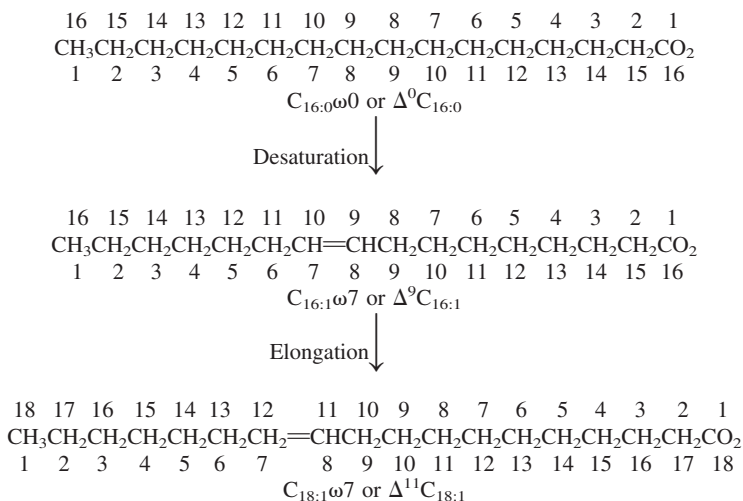 16 15 14 13 12 11 10 9 8 7 6 5 4 3 2 1
CH₃CH₂CH₂CH₂CH₂CH₂CH₂CH₂CH₂CH₂CH₂CH₂CH₂CH₂CH₂CO₂
1 2 3 4 5 6 7 8 9 10 11 12 13 14 15 16
C₁₆:₀ω0 or Δ⁰C₁₆:₀
Desaturation
16 15 14 13 12 11 10 9 8 7 6 5 4 3 2 1
CH₃CH₂CH₂CH₂CH₂CH₂CH=CHCH₂CH₂CH₂CH₂CH₂CH₂CH₂CO₂
1 2 3 4 5 6 7 8 9 10 11 12 13 14 15 16
C₁₆:₁ω7 or Δ⁹C₁₆:₁
Elongation
18 17 16 15 14 13 12 11 10 9 8 7 6 5 4 3 2 1
CH₃CH₂CH₂CH₂CH₂CH₂CH₂=CHCH₂CH₂CH₂CH₂CH₂CH₂CH₂CH₂CH₂CO₂
1 2 3 4 5 6 7 8 9 10 11 12 13 14 15 16 17 18
C₁₈:₁ω7 or Δ¹¹C₁₈:₁